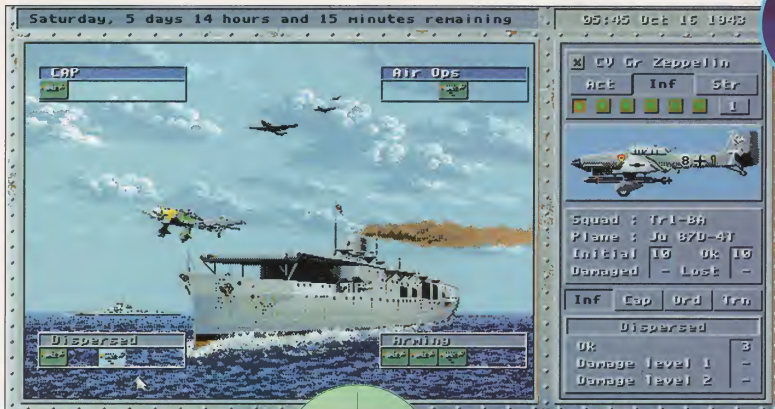 Saturday, 5 days 14 hours and 15 minutes remaining
05:45 Oct 16 1943
CAP
Air Ops
Dispersed
Arming
x CV Gr Zeppelin
Act Inf Str
1
8 1
Squad : Tr1-8A
Plane : Ju 87D-4T
Initial 10 Ok 10
Damaged - Lost -
Inf Cap Ord Trn
Dispersed
Ok 3
Damage level 1 -
Damage level 2 -